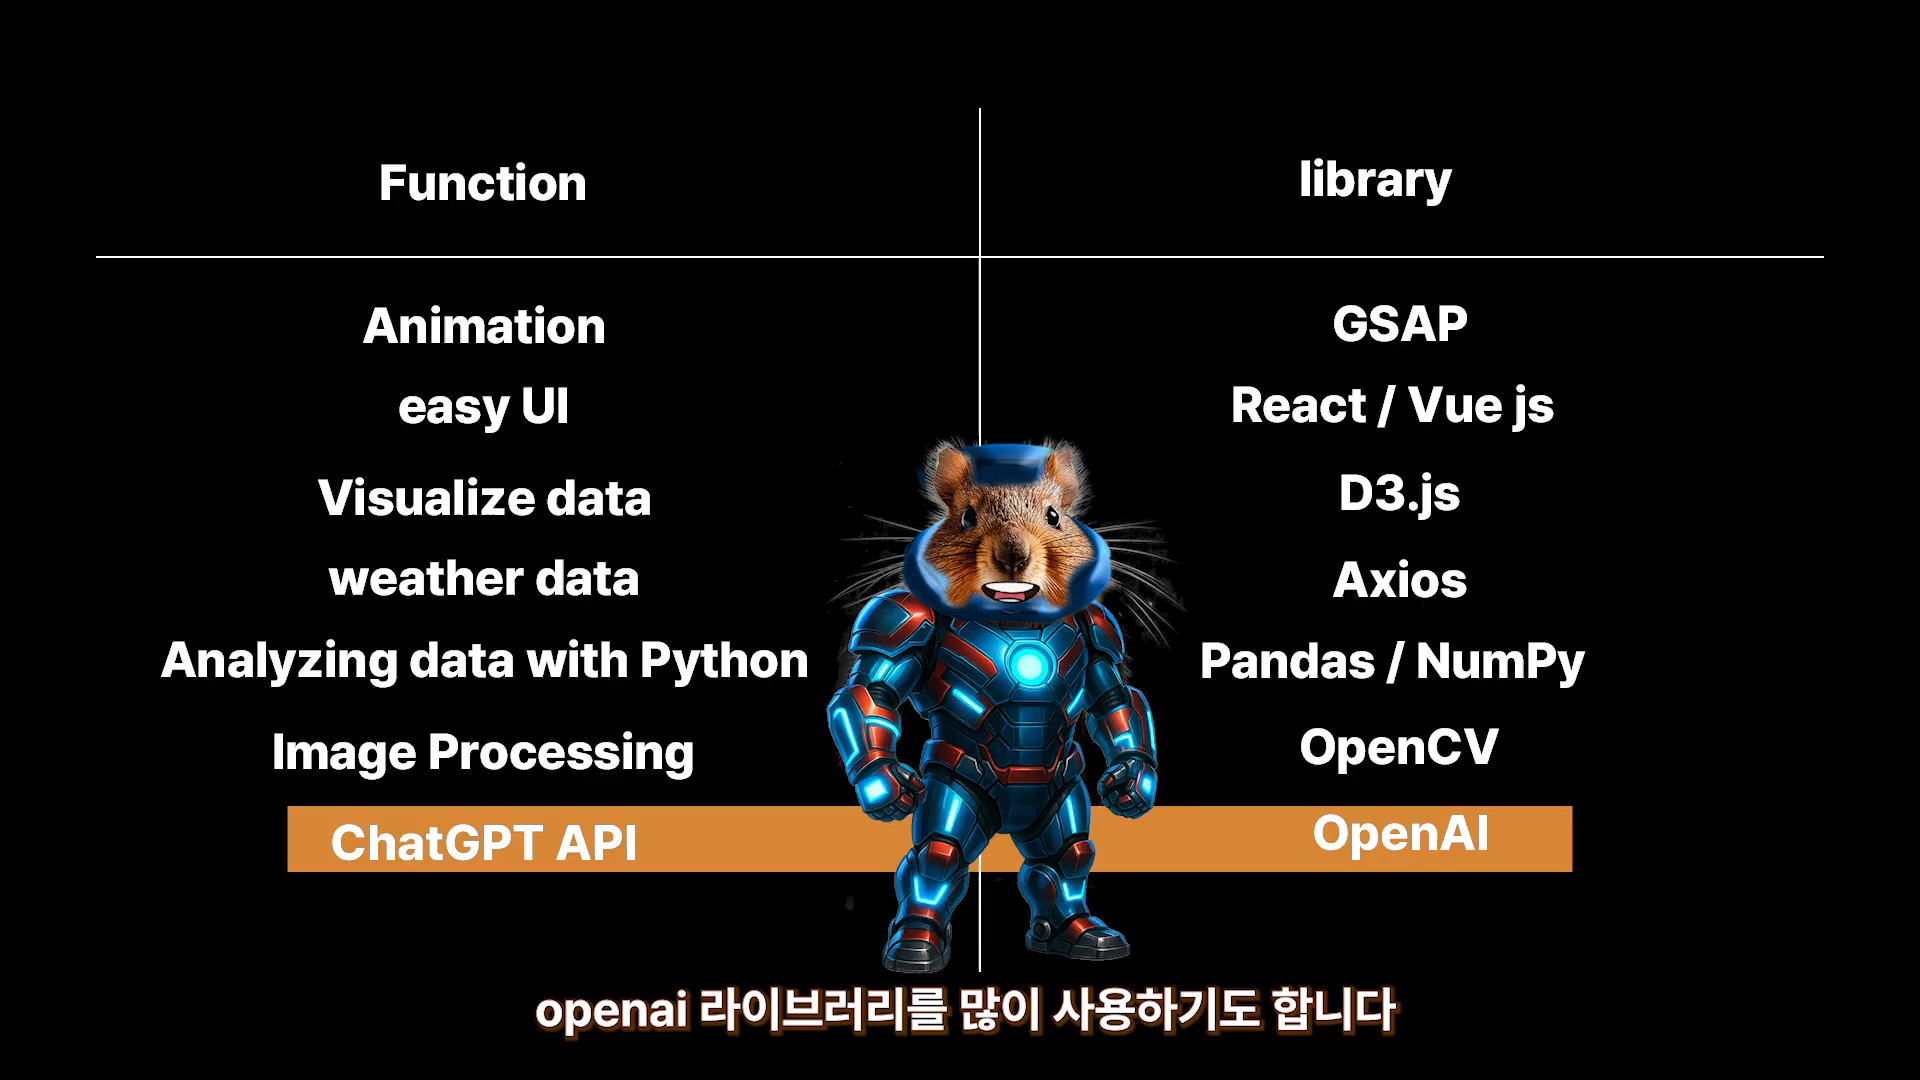 Function
library
Animation
GSAP
easy UI
React / Vue js
Visualize data
D3.js
weather data
Axios
Analyzing data with Python
Pandas / NumPy
Image Processing
OpenCV
ChatGPT API
OpenAI
openai 라이브러리를 많이 사용하기도 합니다